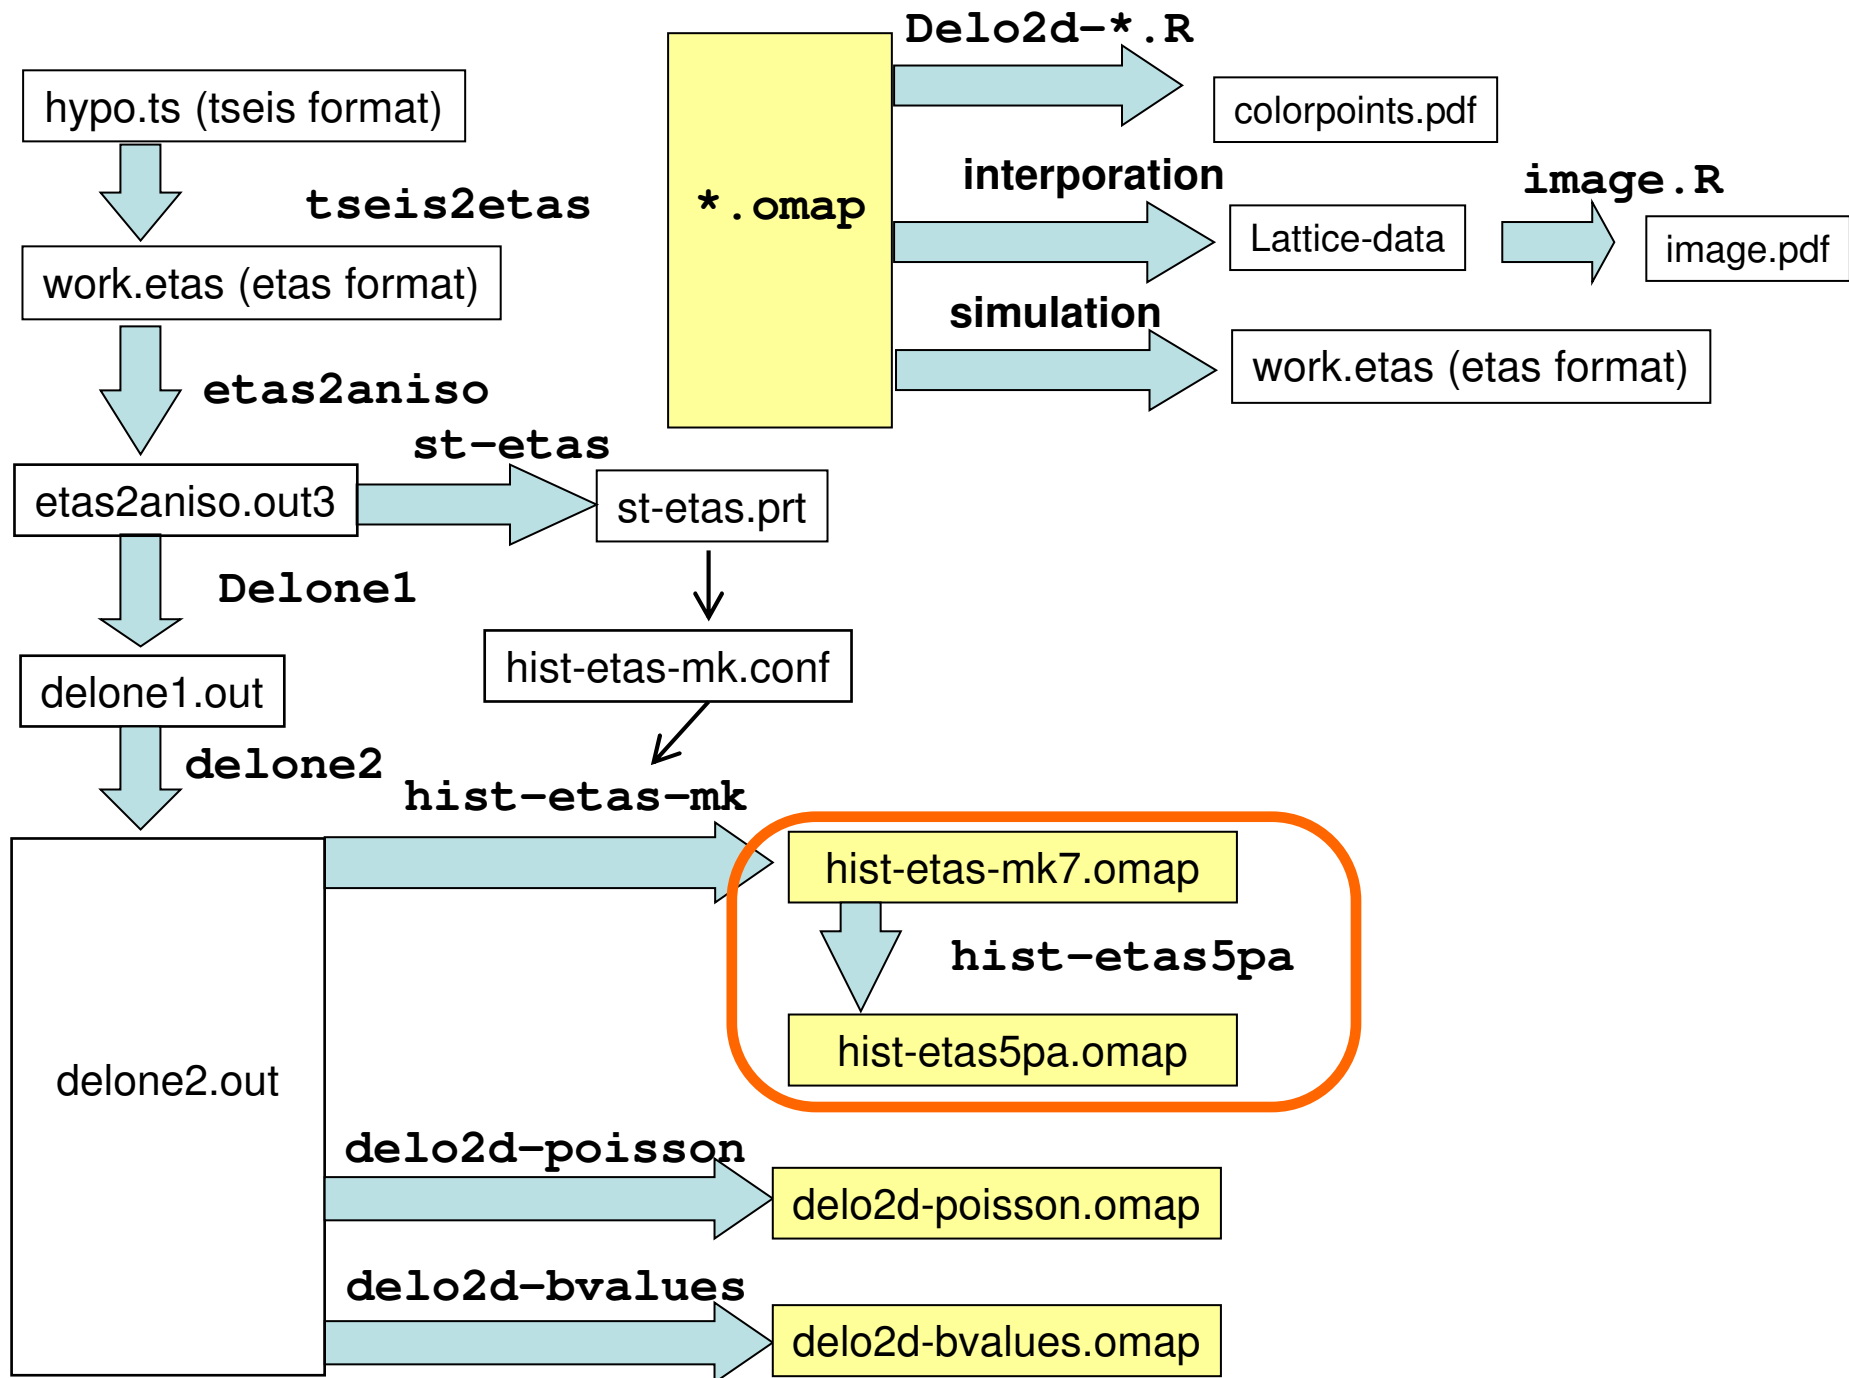 hypo.ts (tseis format)
tseis2etas
work.etas (etas format)
etas2aniso
etas2aniso.out3
st-etas
st-etas.prt
Delone1
hist-etas-mk.conf
delone1.out
delone2
hist-etas-mk
delone2.out
hist-etas-mk7.omap
hist-etas5pa
hist-etas5pa.omap
delo2d-poisson
delo2d-poisson.omap
delo2d-bvalues
delo2d-bvalues.omap
*.omap
Delo2d-*.R
colorpoints.pdf
interporation
Lattice-data
image.R
image.pdf
simulation
work.etas (etas format)